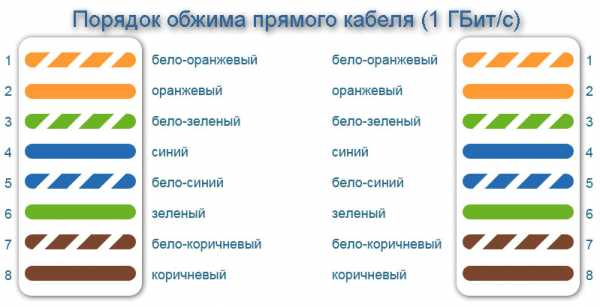 Порядок обжима прямого кабеля (1 ГБит/с)
1 бело-оранжевый бело-оранжевый 1
2 оранжевый оранжевый 2
3 бело-зеленый бело-зеленый 3
4 синий синий 4
5 бело-синий бело-синий 5
6 зеленый зеленый 6
7 бело-коричневый бело-коричневый 7
8 коричневый коричневый 8